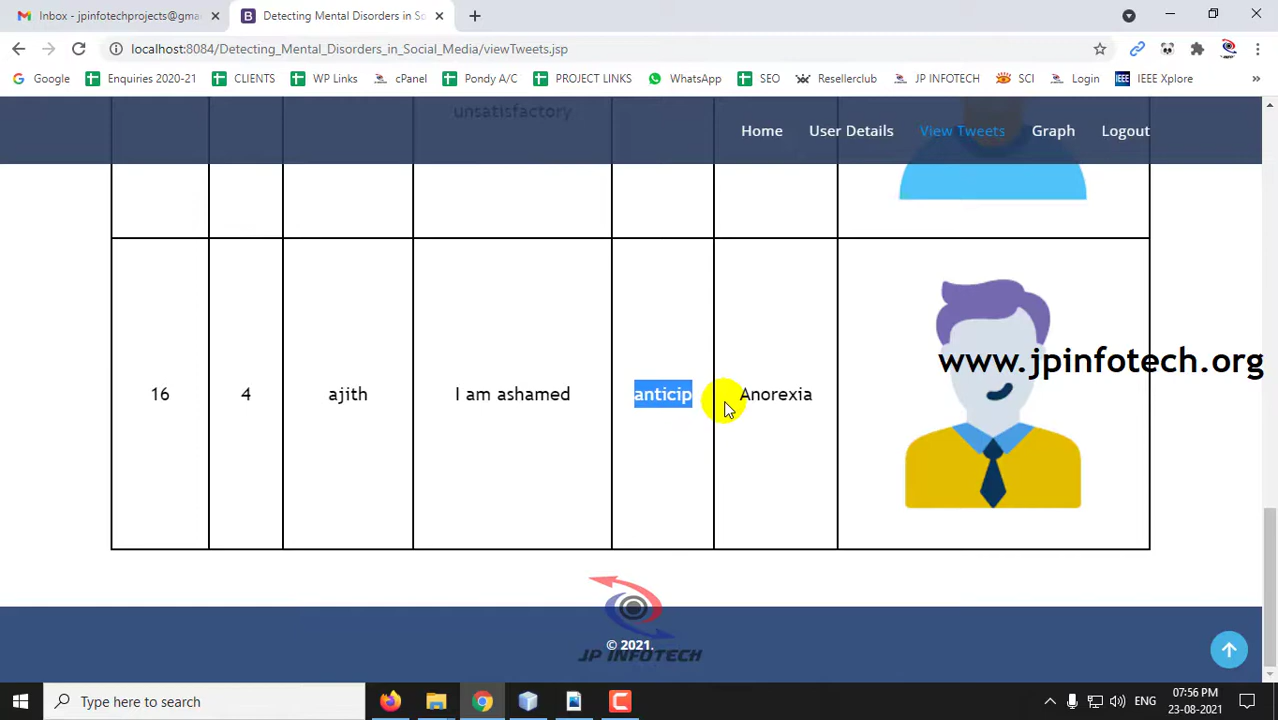 Inbox - jpinfotechprojects@gma
Detecting Mental Disorders in So
localhost:8084/Detecting_Mental_Disorders_in_Social_Media/viewTweets.jsp
Google
Enquiries 2020-21
CLIENTS
WP Links
cPanel
Pondy A/C
PROJECT LINKS
WhatsApp
SEO
Resellerclub
JP INFOTECH
SCI
Login
IEEE Xplore
»
unsatisfactory
Home
User Details
View Tweets
Graph
Logout
16
4
ajith
I am ashamed
anticip
Anorexia
www.jpinfotech.org
© 2021.
JP INFOTECH
Type here to search
ENG
07:56 PM
23-08-2021